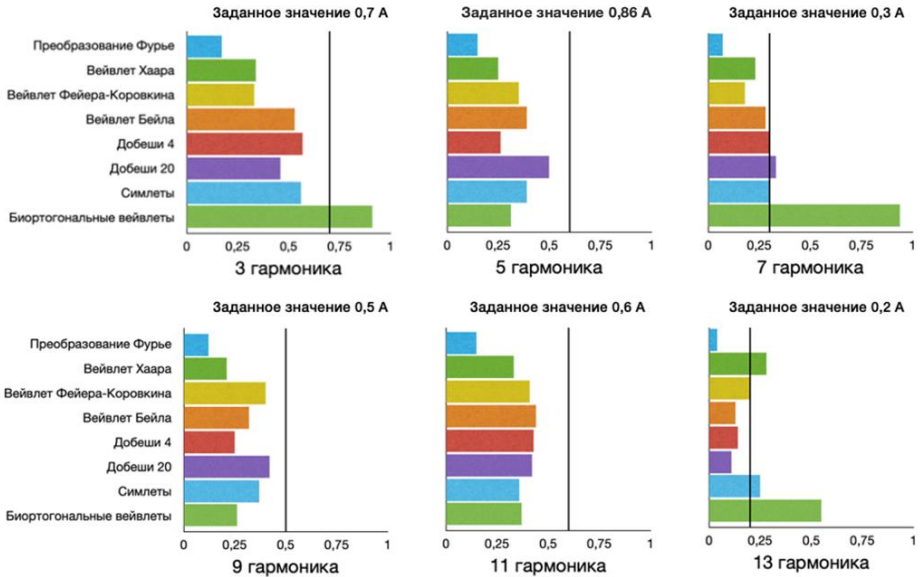 Заданное значение 0,7 А
Заданное значение 0,86 А
Заданное значение 0,3 А
Преобразование Фурье
Вейвлет Хаара
Вейвлет Фейера-Коровкина
Вейвлет Бейла
Добеши 4
Добеши 20
Симлеты
Биортогональные вейвлеты
0 0,25 0,5 0,75 1
0 0,25 0,5 0,75 1
0 0,25 0,5 0,75 1
3 гармоника
5 гармоника
7 гармоника
Заданное значение 0,5 А
Заданное значение 0,6 А
Заданное значение 0,2 А
Преобразование Фурье
Вейвлет Хаара
Вейвлет Фейера-Коровкина
Вейвлет Бейла
Добеши 4
Добеши 20
Симлеты
Биортогональные вейвлеты
0 0,25 0,5 0,75 1
0 0,25 0,5 0,75 1
0 0,25 0,5 0,75 1
9 гармоника
11 гармоника
13 гармоника